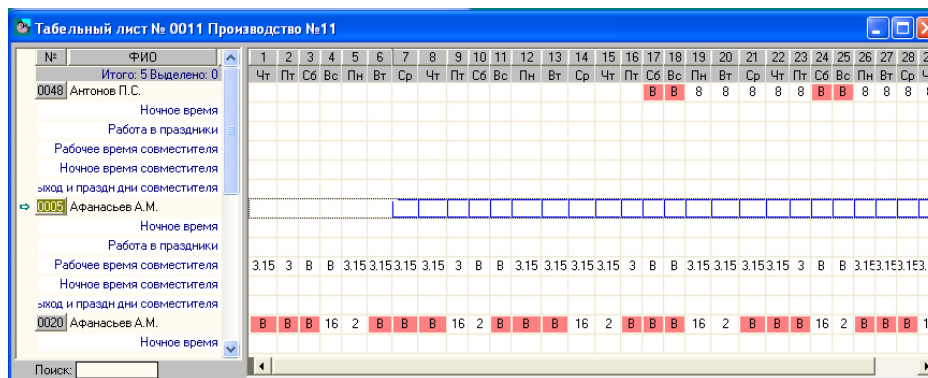 Табельный лист № 0011 Производство №11
№ ФИО 1 2 3 4 5 6 7 8 9 10 11 12 13 14 15 16 17 18 19 20 21 22 23 24 25 26 27 28
Итого: 5 Выделено: 0 Чт Пт Сб Вс Пн Вт Ср Чт Пт Сб Вс Пн Вт Ср Чт Пт Сб Вс Пн Вт Ср Чт Пт Сб Вс Пн Вт Ср
0048 Антонов П.С. В В 8 8 8 8 8 В В 8 8 8
Ночное время
Работа в праздники
Рабочее время совместителя
Ночное время совместителя
ыход и праздн дни совместителя
0005 Афанасьев А.М.
Ночное время
Работа в праздники
Рабочее время совместителя 3.15 3 В В 3.15 3.15 3.15 3.15 3 В В 3.15 3.15 3.15 3.15 3 В В 3.15 3.15 3.15 3.15 3 В В 3.15 3.15 3.15
Ночное время совместителя
ыход и праздн дни совместителя
0020 Афанасьев А.М. В В В 16 2 В В В 16 2 В В В 16 2 В В В 16 2 В В В 16 2 В В В
Ночное время
Поиск: